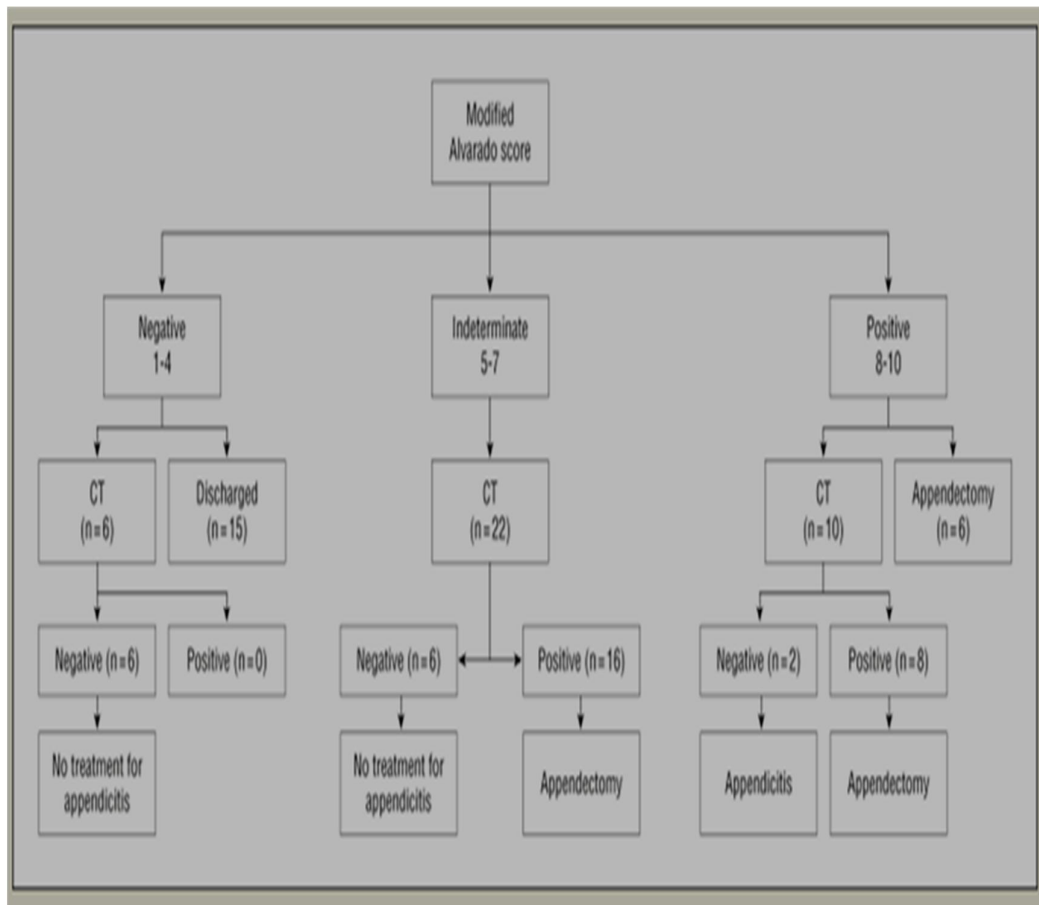 Modified
Alvarado score
Negative
1-4
Indeterminate
5-7
Positive
8-10
CT
(n=6)
Discharged
(n=15)
CT
(n=22)
CT
(n=10)
Appendectomy
(n=6)
Negative (n=6)
Positive (n=0)
Negative (n=6)
Positive (n=16)
Negative (n=2)
Positive (n=8)
No treatment for
appendicitis
No treatment for
appendicitis
Appendectomy
Appendicitis
Appendectomy